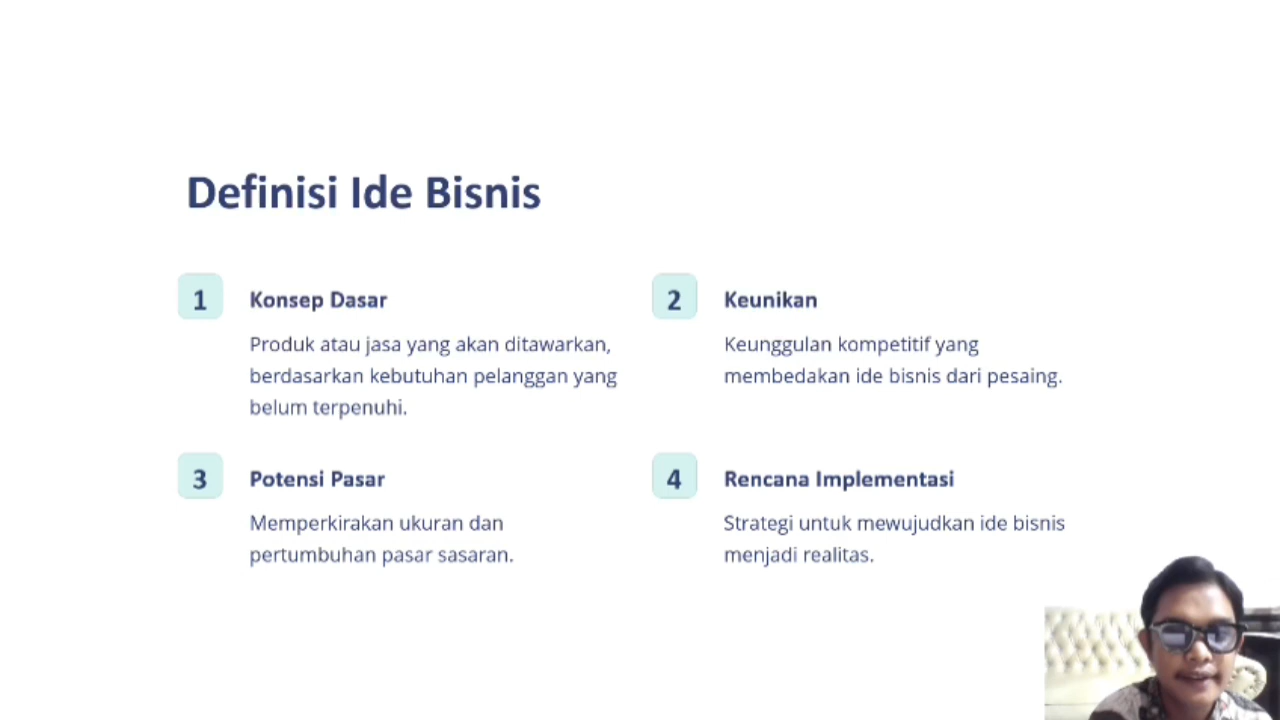 Definisi Ide Bisnis
1
Konsep Dasar
Produk atau jasa yang akan ditawarkan,
berdasarkan kebutuhan pelanggan yang
belum terpenuhi.
2
Keunikan
Keunggulan kompetitif yang
membedakan ide bisnis dari pesaing.
3
Potensi Pasar
Memperkirakan ukuran dan
pertumbuhan pasar sasaran.
4
Rencana Implementasi
Strategi untuk mewujudkan ide bisnis
menjadi realitas.